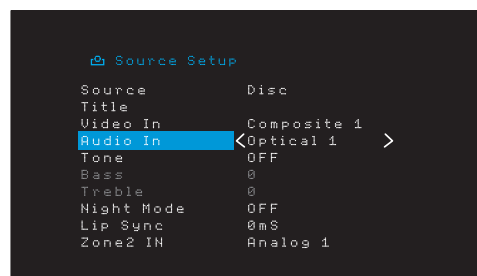 Source Setup
Source Disc
Title
Video In Composite 1
Audio In <Optical 1 >
Tone OFF
Bass 0
Treble 0
Night Mode OFF
Lip Sync 0mS
Zone2 IN Analog 1